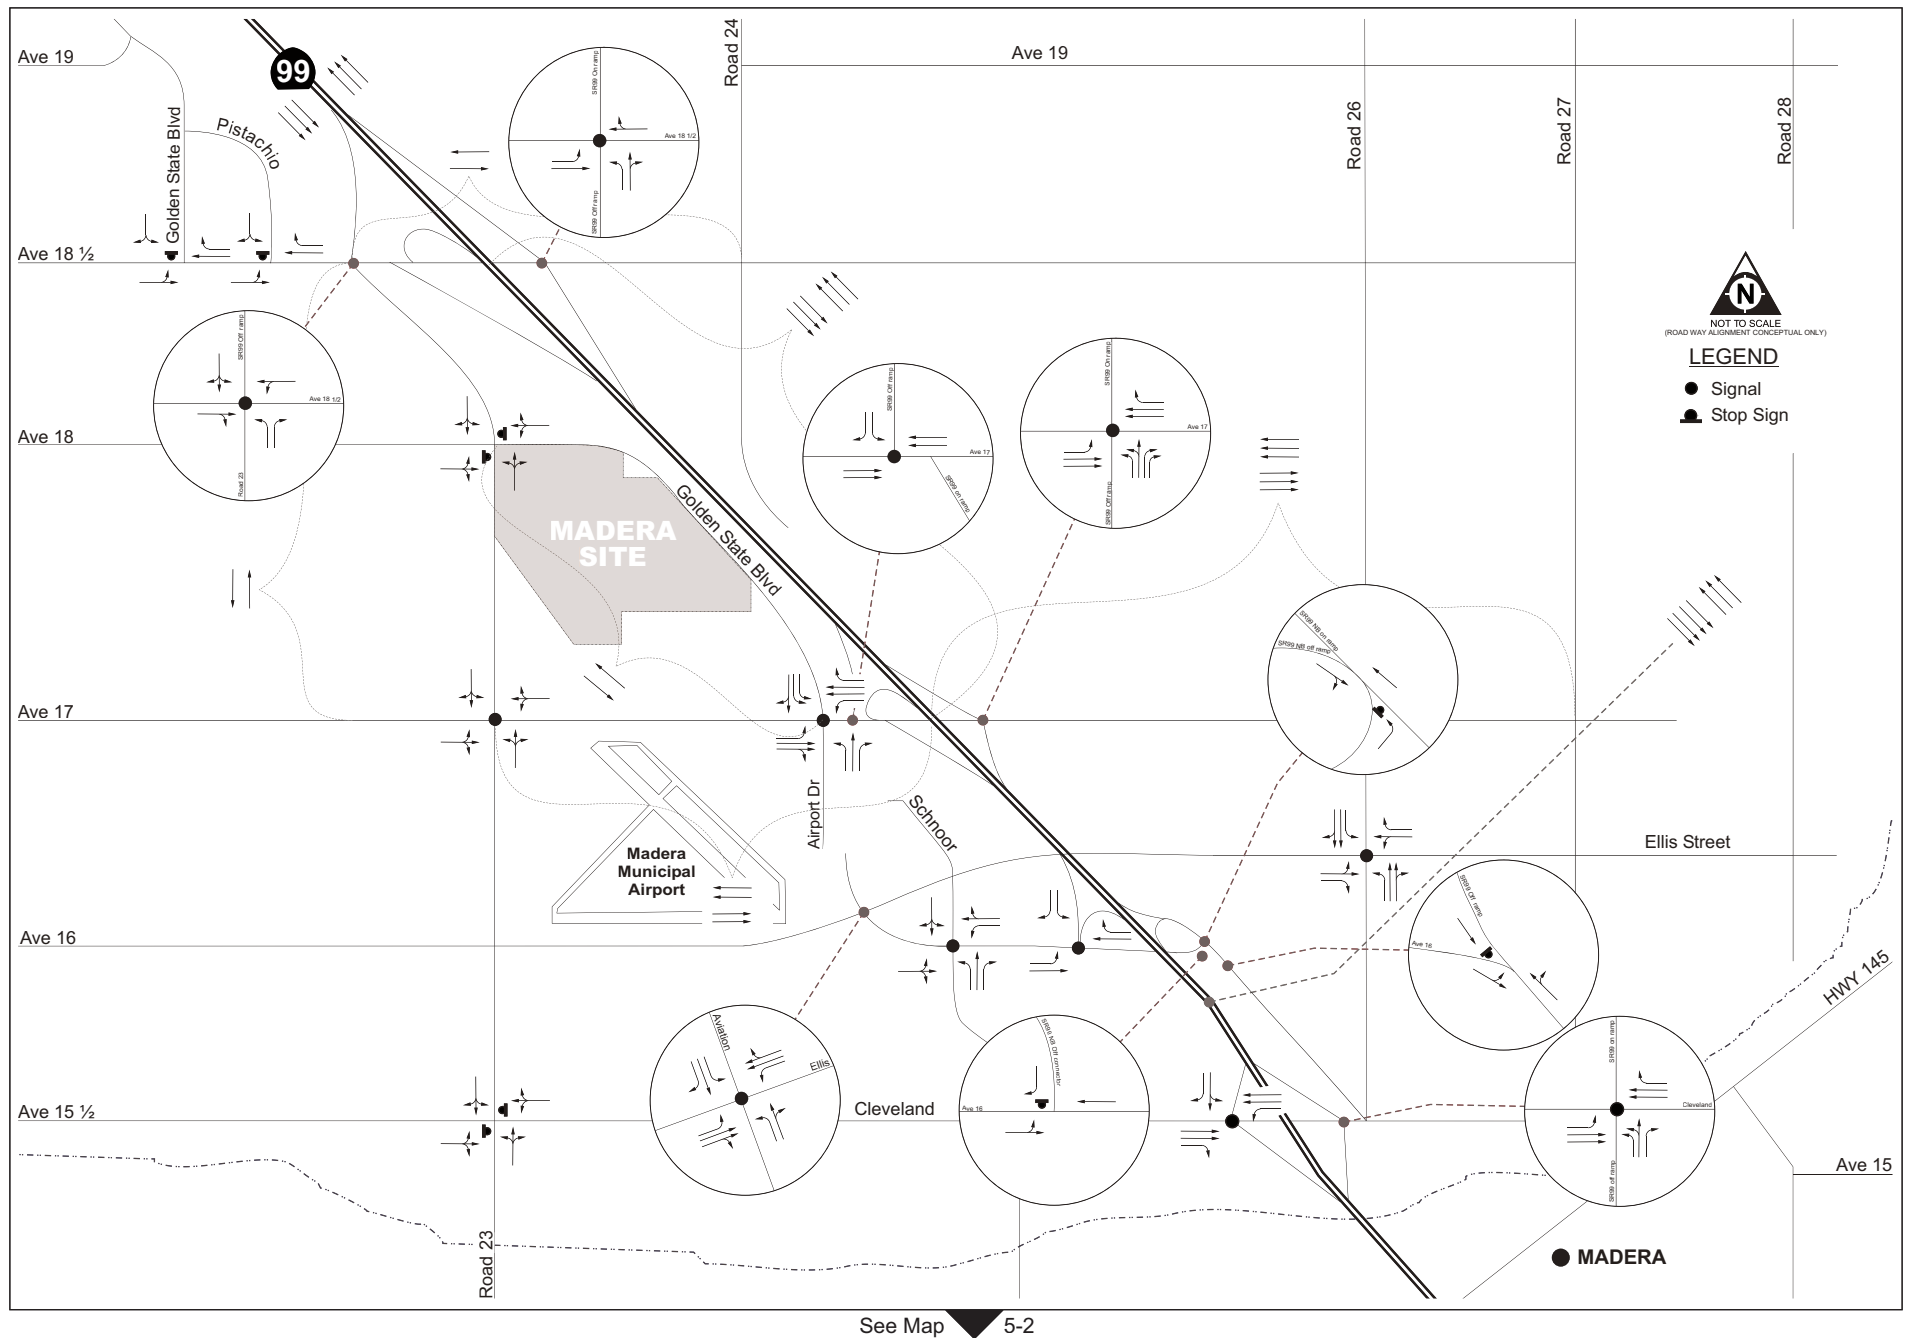 Ave 19
99
Road 24
Ave 19
Road 26
Road 27
Road 28
Golden State Blvd
Pistachio
SR99 On ramp
Ave 18 1/2
SR99 Off ramp
Ave 18 ½
N
NOT TO SCALE
(ROAD WAY ALIGNMENT CONCEPTUAL ONLY)
LEGEND
Signal
Stop Sign
SR99 Off ramp
Ave 18 1/2
Road 23
SR99 Off ramp
Ave 17
SR99 on ramp
SR99 On ramp
Ave 17
SR99 Off ramp
Ave 18
MADERA
SITE
Golden State Blvd
SR99 NB on ramp
SR99 NB off ramp
Ave 17
Airport Dr
Schnoor
Madera
Municipal
Airport
Ellis Street
SR99 Off ramp
Ave 16
Ave 16
HWY 145
Aviation
Ellis
SR99 NB Off connector
Ave 16
SR99 on ramp
Cleveland
SR99 off ramp
Ave 15 ½
Cleveland
Ave 15
Road 23
MADERA
See Map
5-2